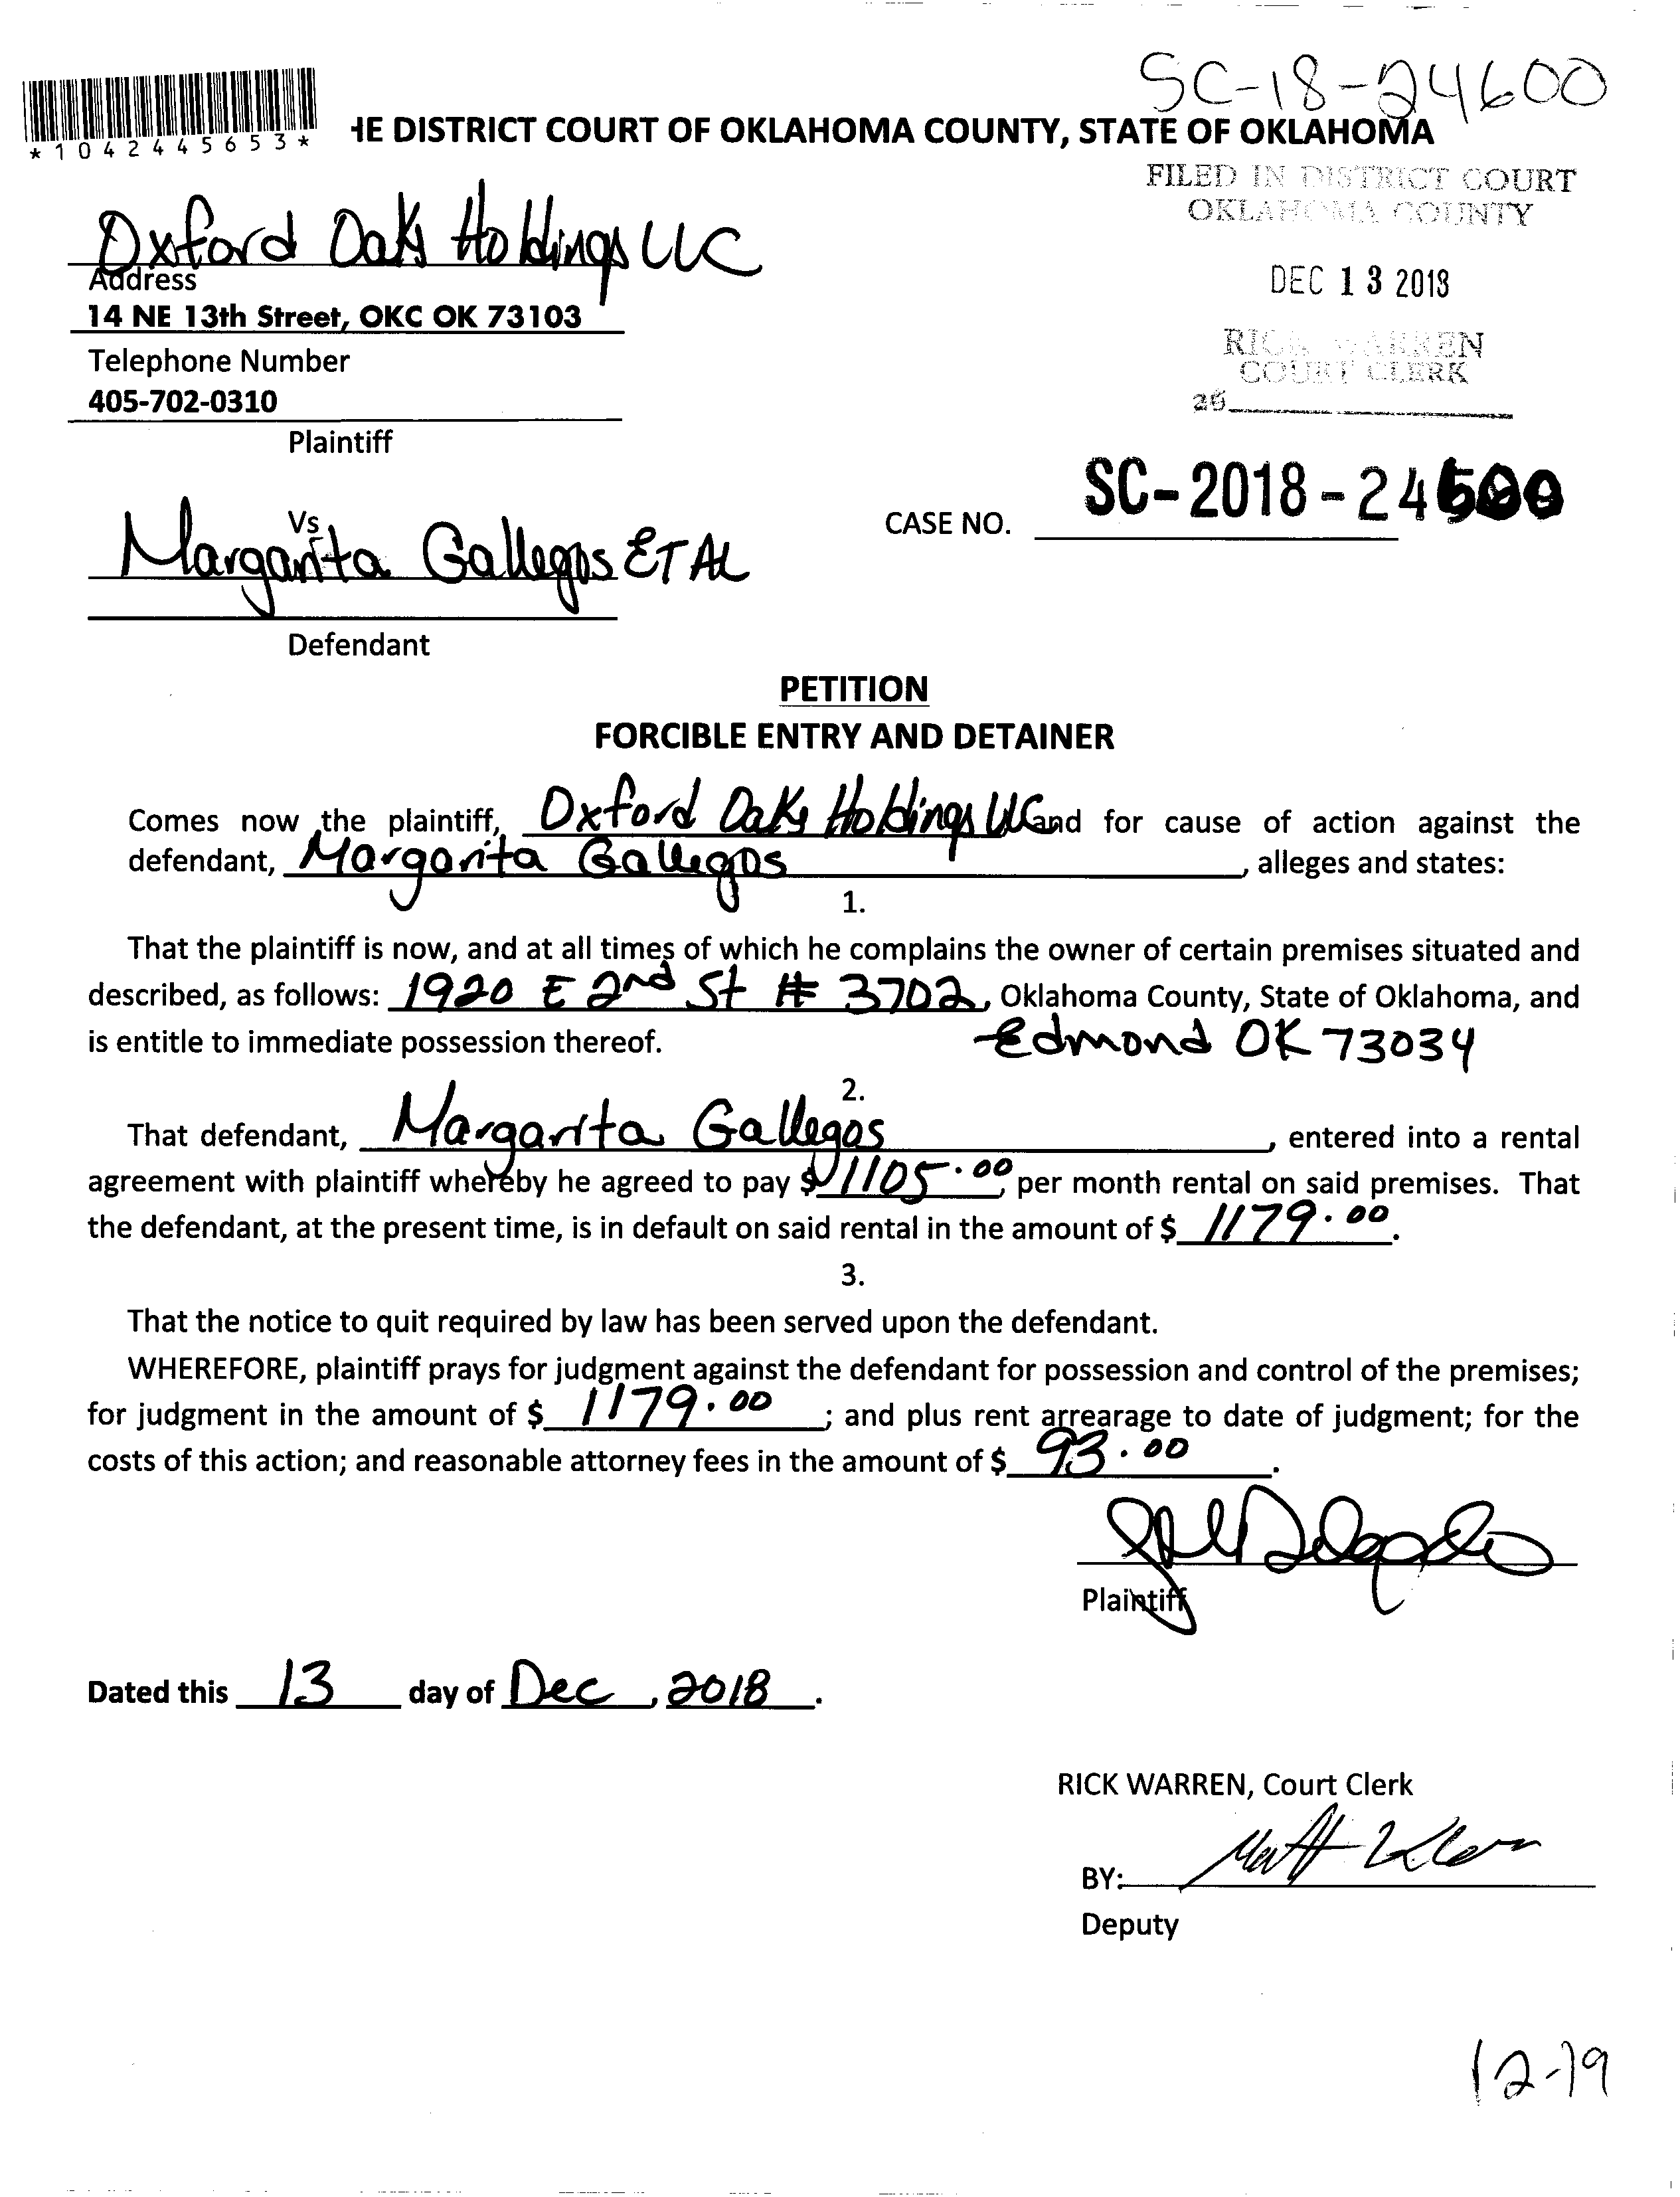 SC-18-24600
*1042445653*
HE DISTRICT COURT OF OKLAHOMA COUNTY, STATE OF OKLAHOMA
FILED IN DISTRICT COURT
OKLAHOMA COUNTY
Oxford Oaks Holdings LLC
Address
DEC 13 2018
14 NE 13th Street, OKC OK 73103
RICK WARREN
COURT CLERK
Telephone Number
405-702-0310
Plaintiff
SC-2018-24600
Vs
CASE NO.
Margarita Gallegos ET AL
Defendant
PETITION
FORCIBLE ENTRY AND DETAINER
Comes now the plaintiff, Oxford Oaks Holdings LLC and for cause of action against the
defendant, Margarita Gallegos, alleges and states:
1.
That the plaintiff is now, and at all times of which he complains the owner of certain premises situated and
described, as follows: 1920 E 2nd St # 3702, Oklahoma County, State of Oklahoma, and
is entitle to immediate possession thereof. Edmond OK 73034
2.
That defendant, Margarita Gallegos, entered into a rental
agreement with plaintiff whereby he agreed to pay $ 1105.00, per month rental on said premises. That
the defendant, at the present time, is in default on said rental in the amount of $ 1179.00.
3.
That the notice to quit required by law has been served upon the defendant.
WHEREFORE, plaintiff prays for judgment against the defendant for possession and control of the premises;
for judgment in the amount of $ 1179.00; and plus rent arrearage to date of judgment; for the
costs of this action; and reasonable attorney fees in the amount of $ 93.00.
Plaintiff
Dated this 13 day of Dec, 2018.
RICK WARREN, Court Clerk
BY:
Deputy
12-19